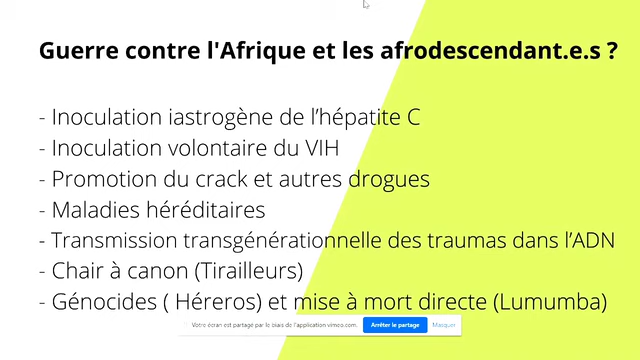 Guerre contre l'Afrique et les afrodescendant.e.s ?
- Inoculation iastrogène de l’hépatite C
- Inoculation volontaire du VIH
- Promotion du crack et autres drogues
- Maladies héréditaires
- Transmission transgénérationnelle des traumas dans l’ADN
- Chair à canon (Tirailleurs)
- Génocides ( Héreros) et mise à mort directe (Lumumba)
Votre écran est partagé par le biais de l'application vimeo.com. Arrêter le partage Masquer